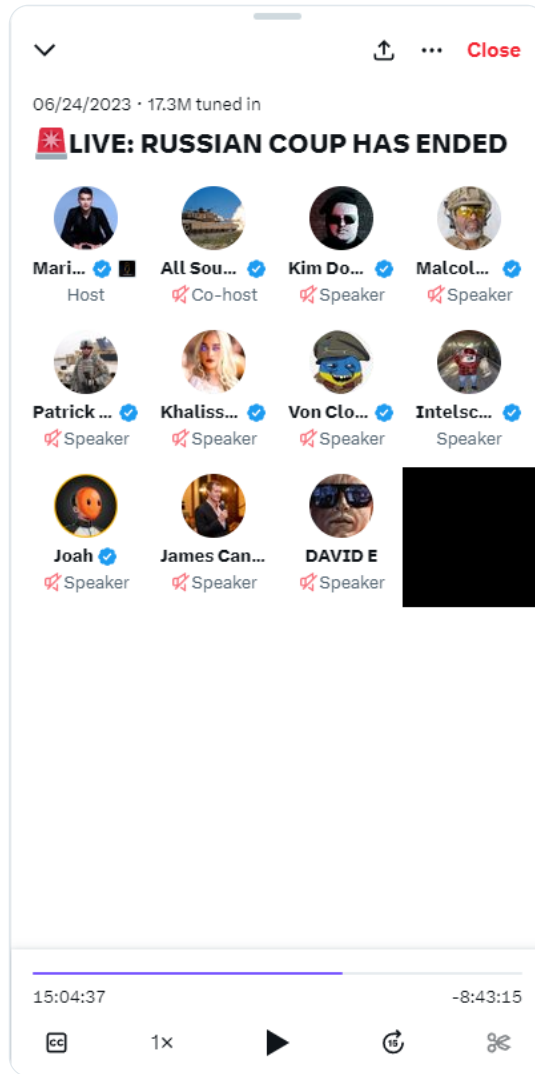 Close
06/24/2023 · 17.3M tuned in
🚨LIVE: RUSSIAN COUP HAS ENDED
Mari... All Sou... Kim Do... Malcol...
Host Co-host Speaker Speaker
Patrick ... Khaliss... Von Clo... Intelsc...
Speaker Speaker Speaker Speaker
Joah James Can... DAVID E
Speaker Speaker Speaker
15:04:37 -8:43:15
CC 1× 15